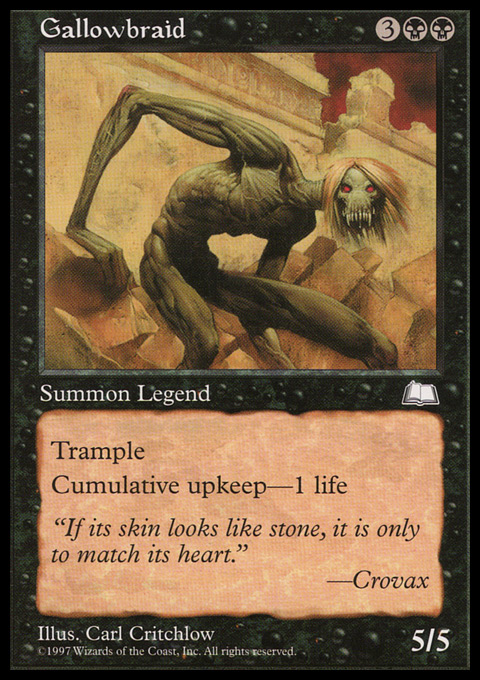 Gallowbraid 3
Summon Legend
Trample
Cumulative upkeep—1 life
“If its skin looks like stone, it is only
to match its heart.”
—Crovax
Illus. Carl Critchlow
©1997 Wizards of the Coast, Inc. All rights reserved.
5/5